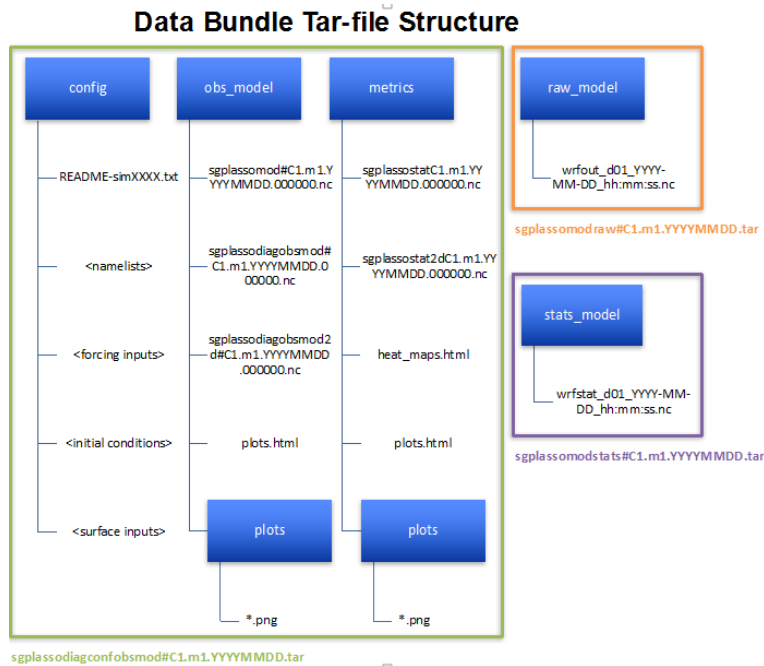 Data Bundle Tar-file Structure
config
README-simXXXX.txt
<namelists>
<forcing inputs>
<initial conditions>
<surface inputs>
obs_model
sgplassomod#C1.m1.Y
YYYMMDD.000000.nc
sgplassodiagobsmod#
C1.m1.YYYYMMDD.0
00000.nc
sgplassodiagobsmod2
d#C1.m1.YYYYMMDD
.000000.nc
plots.html
plots
*.png
metrics
sgplassostatC1.m1.YY
YYMMDD.000000.nc
sgplassostat2dC1.m1.YY
YYMMDD.000000.nc
heat_maps.html
plots.html
plots
*.png
sgplassodiagconfobsmod#C1.m1.YYYYMMDD.tar
raw_model
wrfout_d01_YYYY-
MM-DD_hh:mm:ss.nc
sgplassomodraw#C1.m1.YYYYMMDD.tar
stats_model
wrfstat_d01_YYYY-MM-
DD_hh:mm:ss.nc
sgplassomodstats#C1.m1.YYYYMMDD.tar